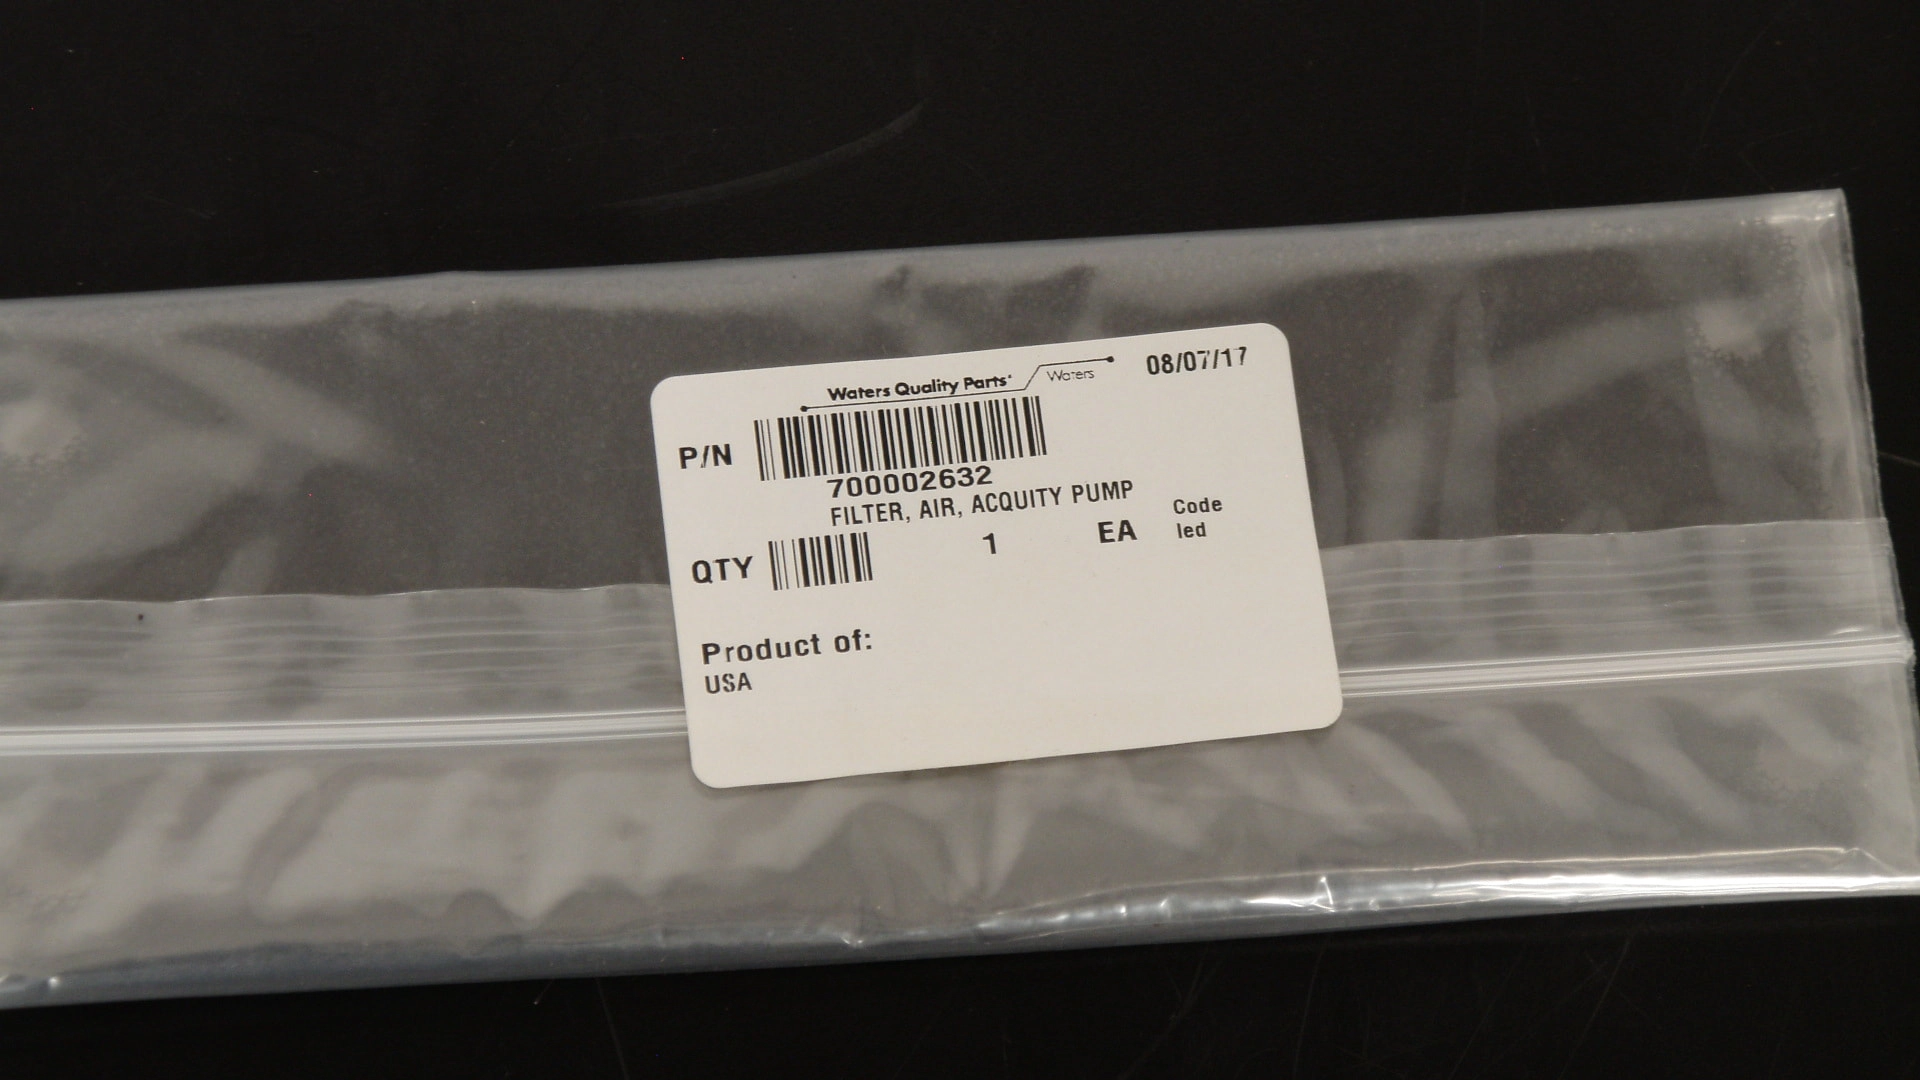 Waters Quality Parts
Waters
08/07/17
P/N
700002632
FILTER, AIR, ACQUITY PUMP
QTY
1 EA
Code
led
Product of:
USA